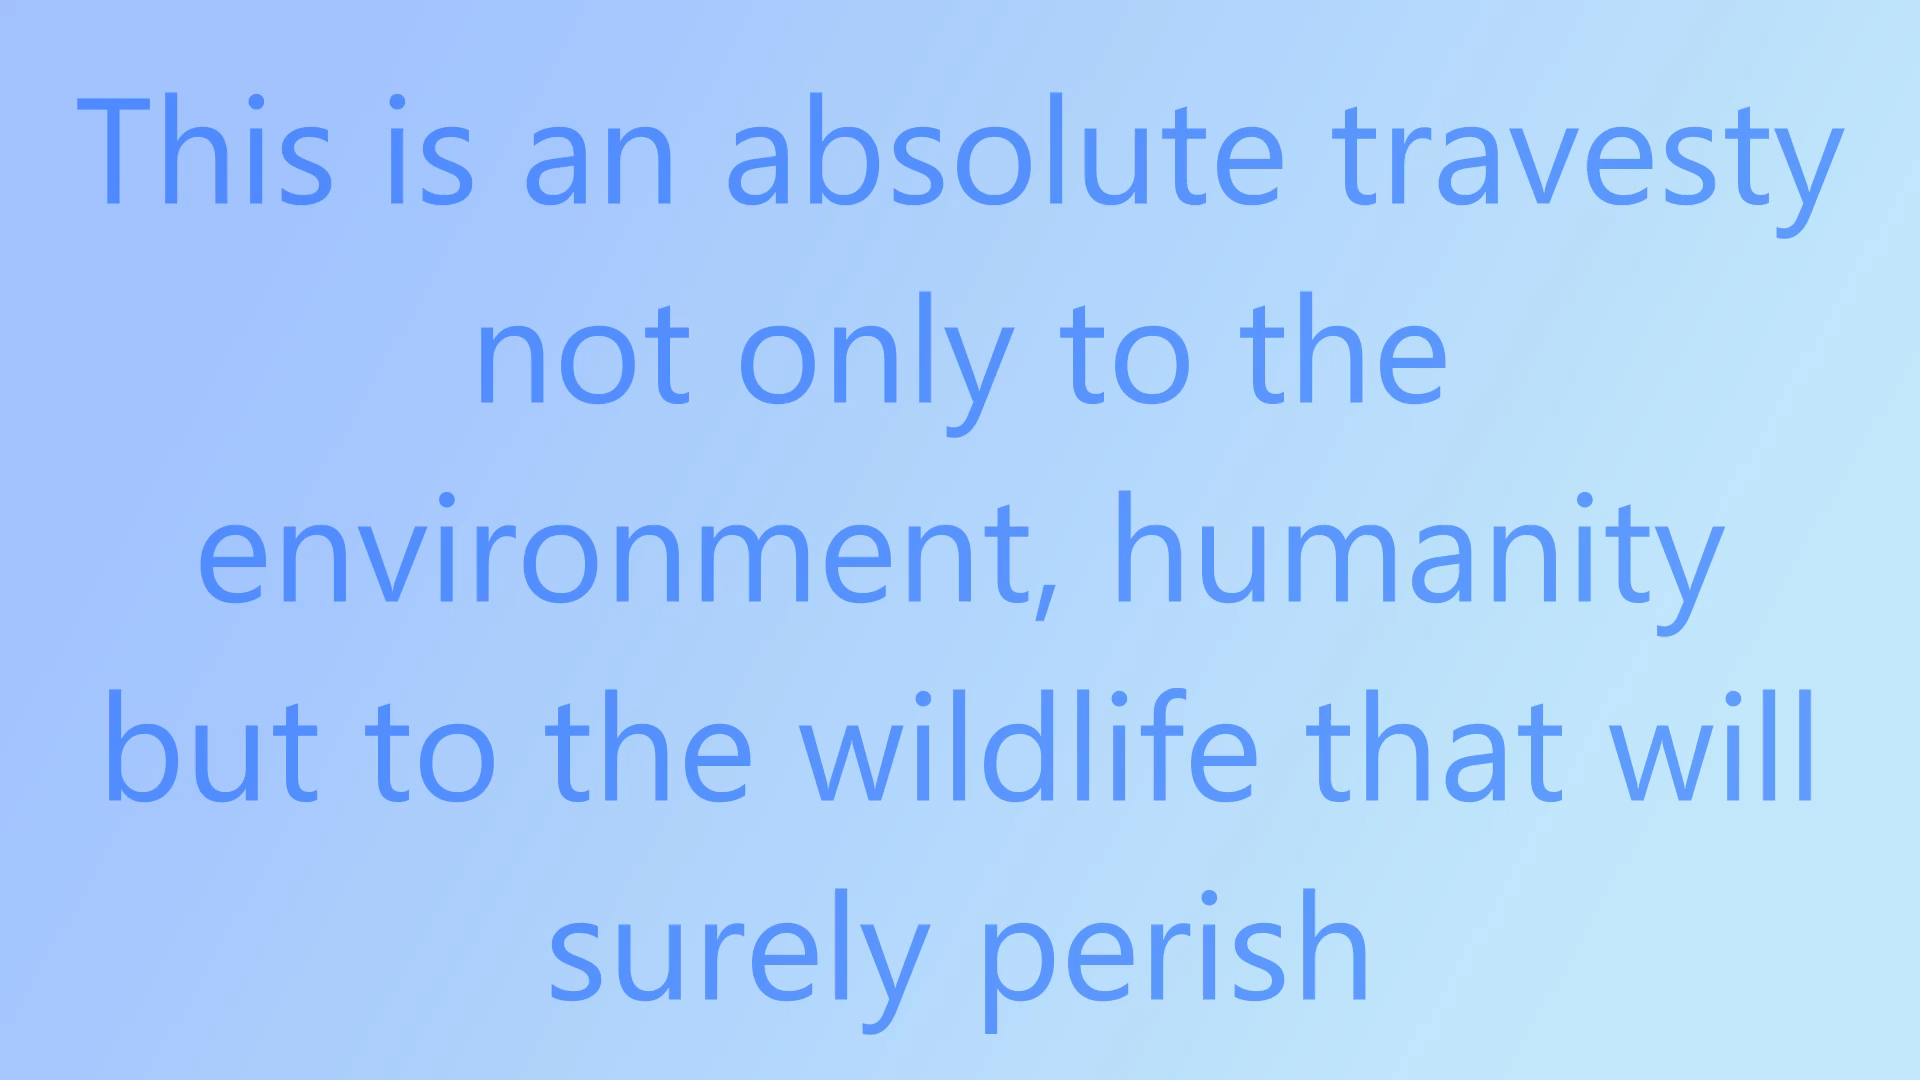 This is an absolute travesty
not only to the
environment, humanity
but to the wildlife that will
surely perish